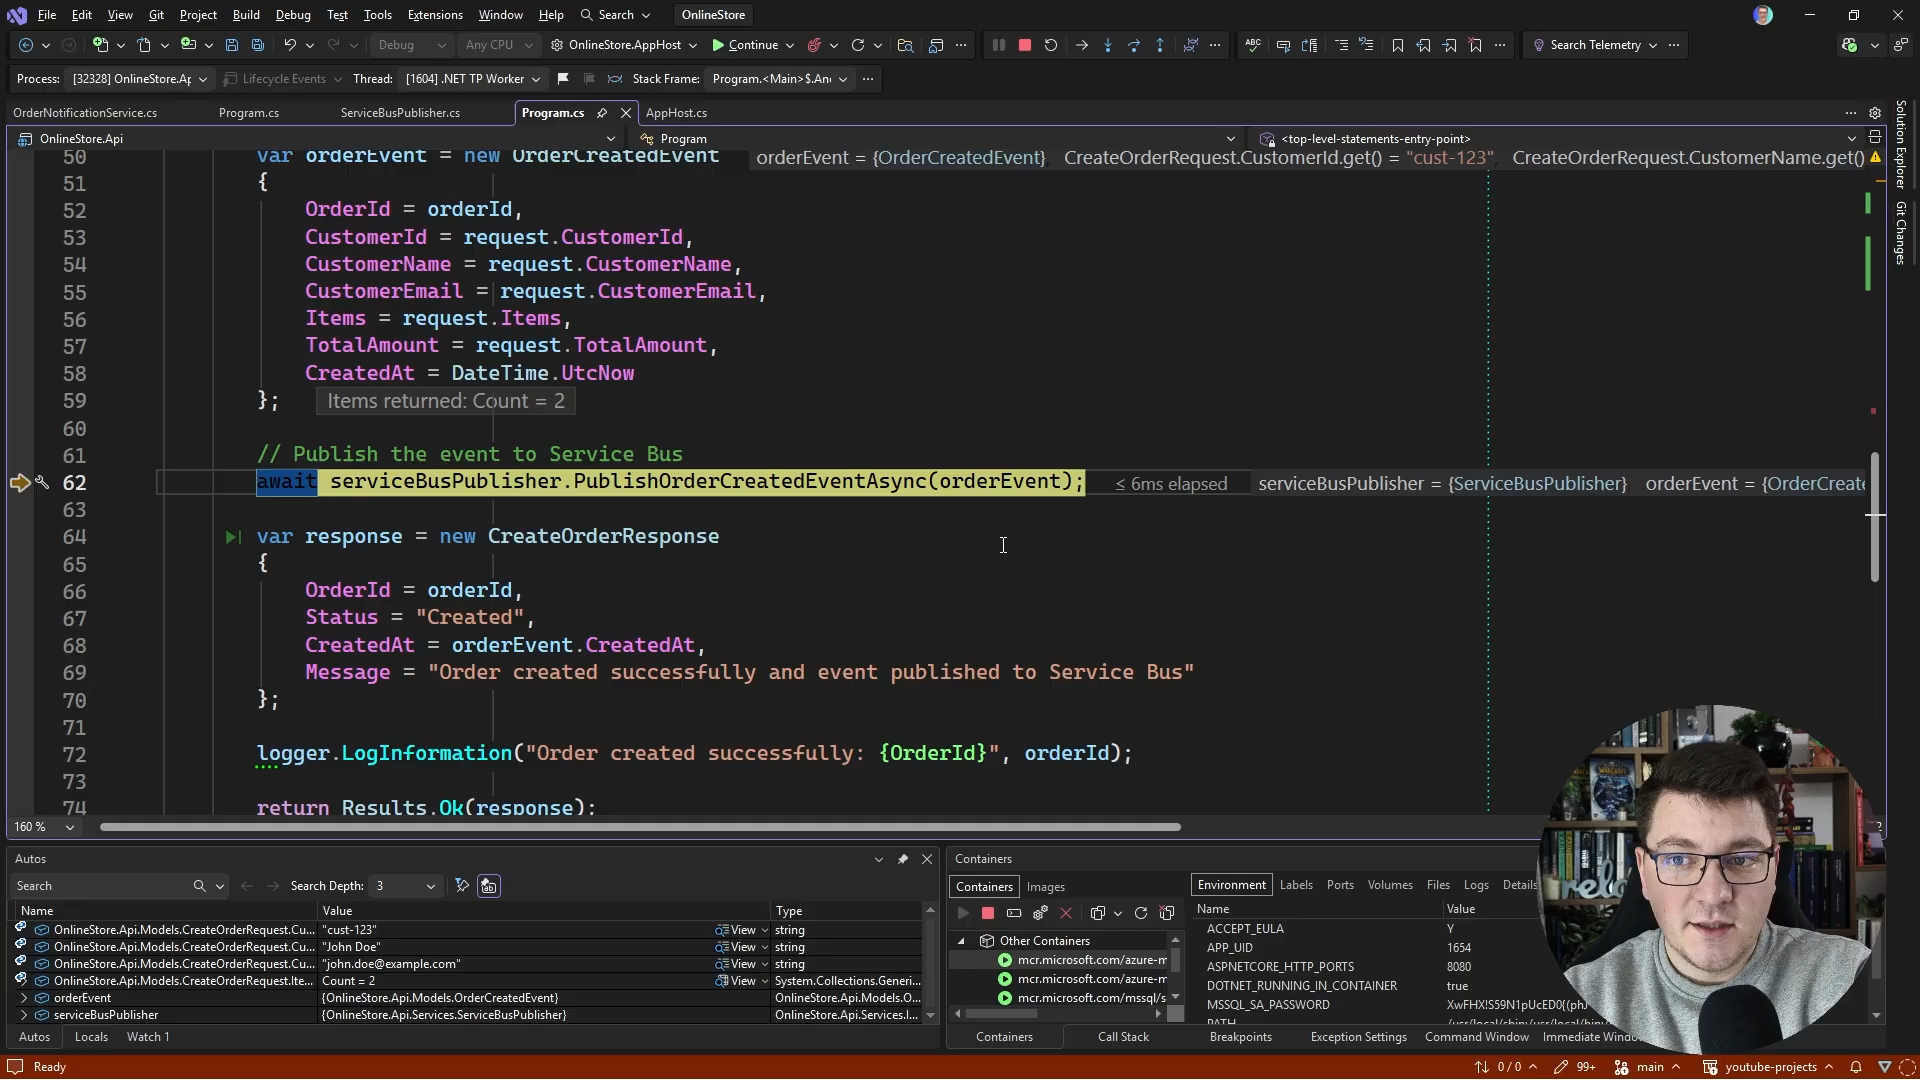 File Edit View Git Project Build Debug Test Tools Extensions Window Help Search OnlineStore
Debug Any CPU OnlineStore.AppHost Continue Search Telemetry
Process: [32328] OnlineStore.Ap Lifecycle Events Thread: [1604] .NET TP Worker Stack Frame: Program.<Main>$.An
OrderNotificationService.cs Program.cs ServiceBusPublisher.cs Program.cs AppHost.cs
OnlineStore.Api Program <top-level-statements-entry-point>
Solution Explorer
Git Changes
50 var orderEvent = new OrderCreatedEvent orderEvent = {OrderCreatedEvent} CreateOrderRequest.CustomerId.get() = "cust-123" CreateOrderRequest.CustomerName.get()
51 {
52 OrderId = orderId,
53 CustomerId = request.CustomerId,
54 CustomerName = request.CustomerName,
55 CustomerEmail = request.CustomerEmail,
56 Items = request.Items,
57 TotalAmount = request.TotalAmount,
58 CreatedAt = DateTime.UtcNow
59 }; Items returned: Count = 2
60
61 // Publish the event to Service Bus
62 await serviceBusPublisher.PublishOrderCreatedEventAsync(orderEvent); ≤ 6ms elapsed serviceBusPublisher = {ServiceBusPublisher} orderEvent = {OrderCreate
63
64 var response = new CreateOrderResponse
65 {
66 OrderId = orderId,
67 Status = "Created",
68 CreatedAt = orderEvent.CreatedAt,
69 Message = "Order created successfully and event published to Service Bus"
70 };
71
72 logger.LogInformation("Order created successfully: {OrderId}", orderId);
73
74 return Results.Ok(response);
160 %
Autos
Search Search Depth: 3
Name Value Type
OnlineStore.Api.Models.CreateOrderRequest.Cu... "cust-123" View string
OnlineStore.Api.Models.CreateOrderRequest.Cu... "John Doe" View string
OnlineStore.Api.Models.CreateOrderRequest.Cu... "john.doe@example.com" View string
OnlineStore.Api.Models.CreateOrderRequest.Ite... Count = 2 View System.Collections.Generi...
orderEvent {OnlineStore.Api.Models.OrderCreatedEvent} OnlineStore.Api.Models.O...
serviceBusPublisher {OnlineStore.Api.Services.ServiceBusPublisher} OnlineStore.Api.Services.I...
Autos Locals Watch 1
Containers
Containers Images
Other Containers
mcr.microsoft.com/azure-m
mcr.microsoft.com/azure-m
mcr.microsoft.com/mssql/s
Environment Labels Ports Volumes Files Logs Details
Name Value
ACCEPT_EULA Y
APP_UID 1654
ASPNETCORE_HTTP_PORTS 8080
DOTNET_RUNNING_IN_CONTAINER true
MSSQL_SA_PASSWORD XwFHX!S59N1pUcED0{(phJ
PATH
Containers Call Stack Breakpoints Exception Settings Command Window Immediate Windo
Ready 0 / 0 99+ main youtube-projects